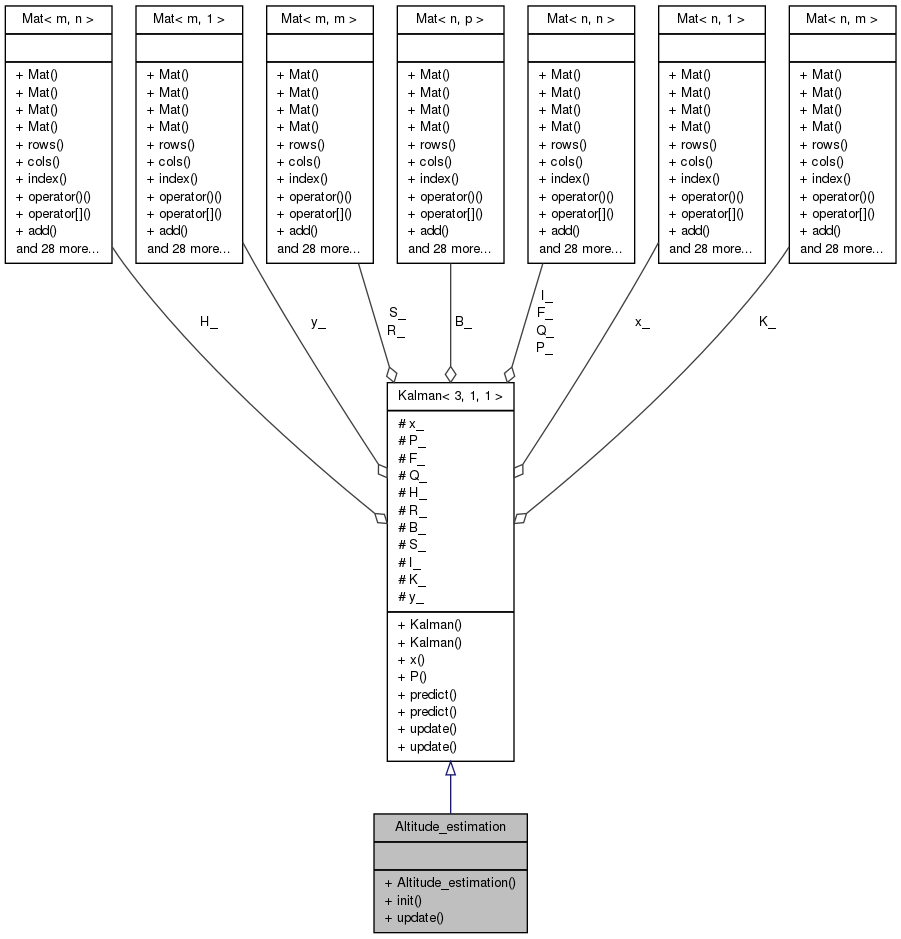 Mat< m, n >
+ Mat()
+ Mat()
+ Mat()
+ Mat()
+ rows()
+ cols()
+ index()
+ operator()()
+ operator[]()
+ add()
and 28 more...
Mat< m, 1 >
+ Mat()
+ Mat()
+ Mat()
+ Mat()
+ rows()
+ cols()
+ index()
+ operator()()
+ operator[]()
+ add()
and 28 more...
Mat< m, m >
+ Mat()
+ Mat()
+ Mat()
+ Mat()
+ rows()
+ cols()
+ index()
+ operator()()
+ operator[]()
+ add()
and 28 more...
Mat< n, p >
+ Mat()
+ Mat()
+ Mat()
+ Mat()
+ rows()
+ cols()
+ index()
+ operator()()
+ operator[]()
+ add()
and 28 more...
Mat< n, n >
+ Mat()
+ Mat()
+ Mat()
+ Mat()
+ rows()
+ cols()
+ index()
+ operator()()
+ operator[]()
+ add()
and 28 more...
Mat< n, 1 >
+ Mat()
+ Mat()
+ Mat()
+ Mat()
+ rows()
+ cols()
+ index()
+ operator()()
+ operator[]()
+ add()
and 28 more...
Mat< n, m >
+ Mat()
+ Mat()
+ Mat()
+ Mat()
+ rows()
+ cols()
+ index()
+ operator()()
+ operator[]()
+ add()
and 28 more...
H_
y_
S_
R_
B_
I_
F_
Q_
P_
x_
K_
Kalman< 3, 1, 1 >
# x_
# P_
# F_
# Q_
# H_
# R_
# B_
# S_
# I_
# K_
# y_
+ Kalman()
+ Kalman()
+ x()
+ P()
+ predict()
+ predict()
+ update()
+ update()
Altitude_estimation
+ Altitude_estimation()
+ init()
+ update()